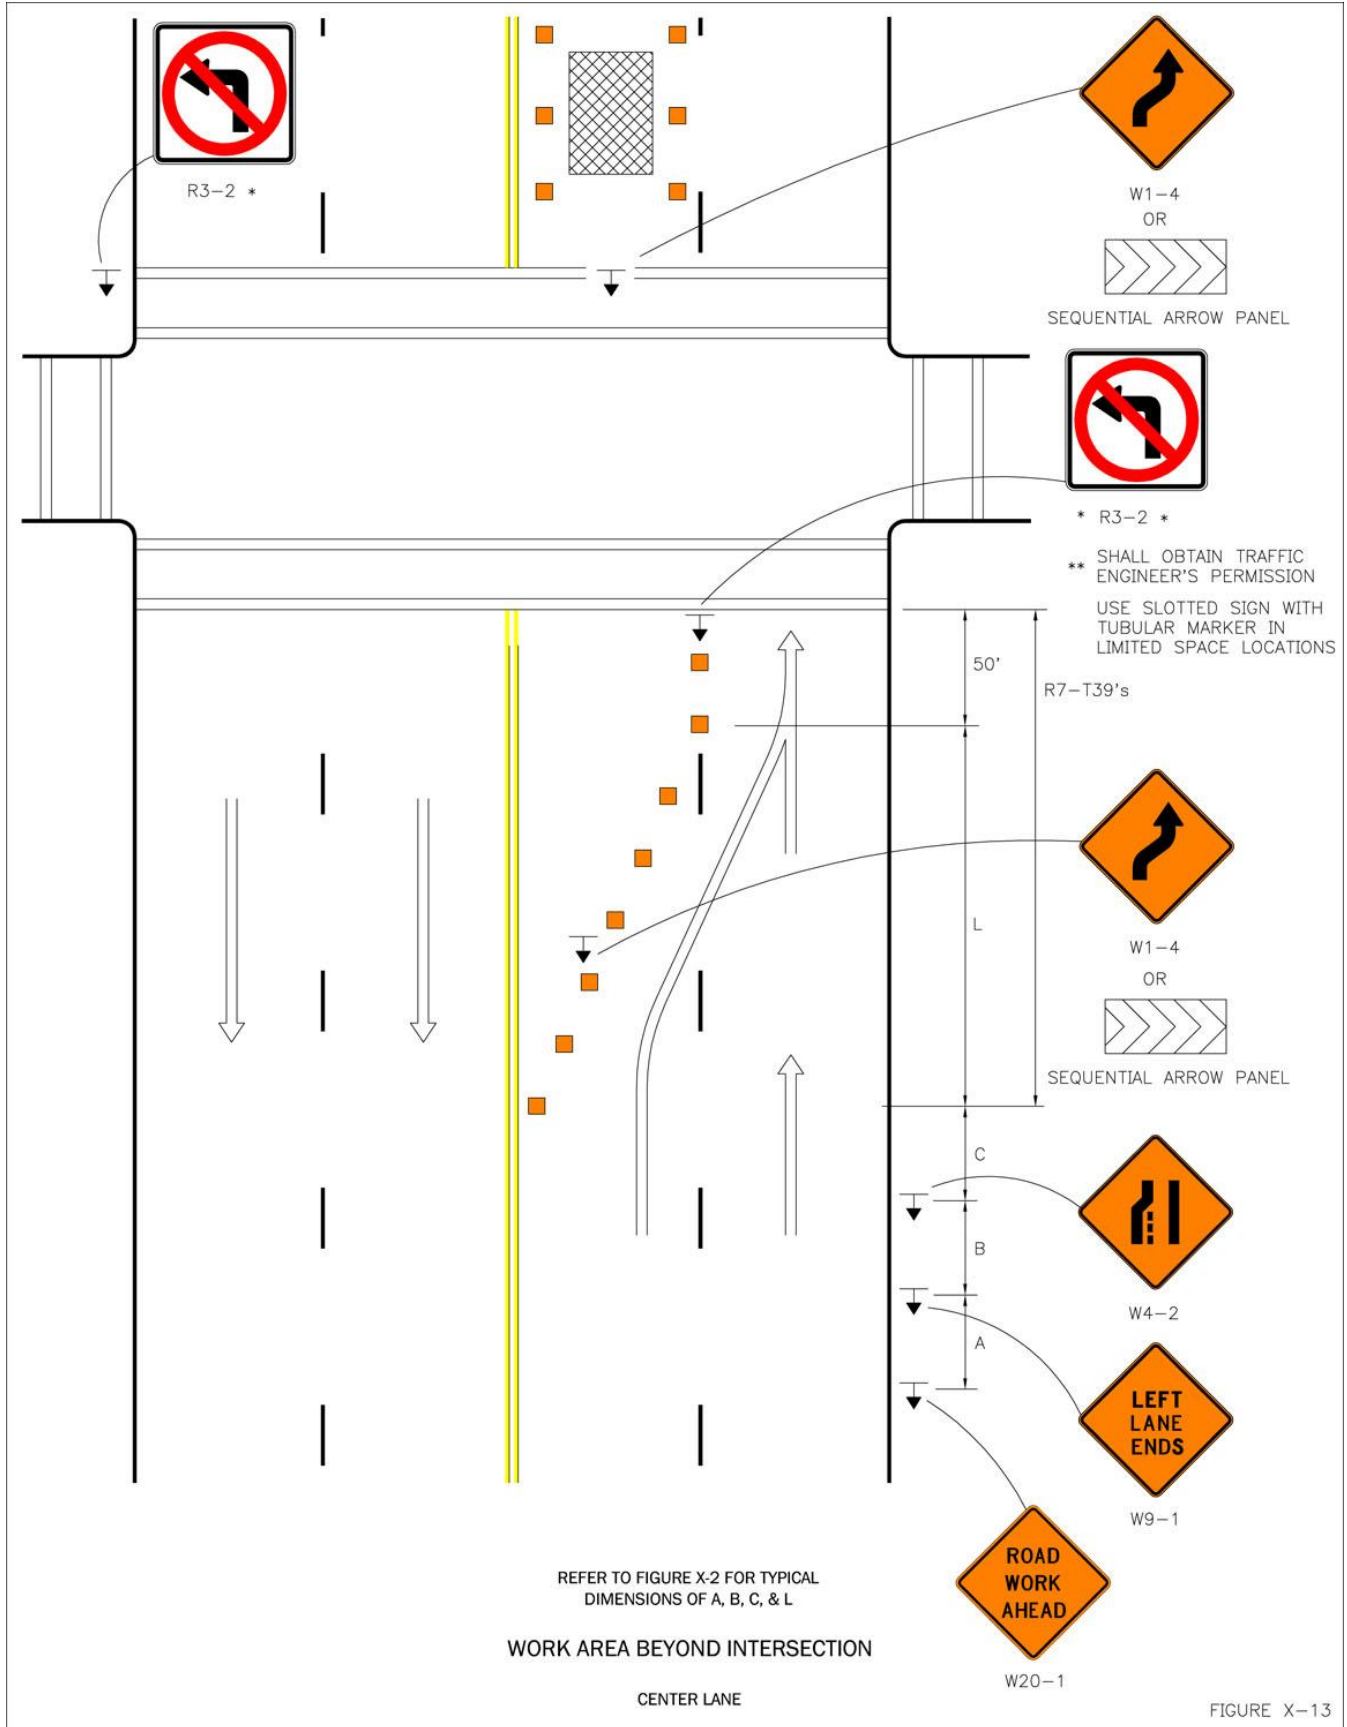 R3-2 *
W1-4
OR
SEQUENTIAL ARROW PANEL
* R3-2 *
** SHALL OBTAIN TRAFFIC
ENGINEER'S PERMISSION
USE SLOTTED SIGN WITH
TUBULAR MARKER IN
LIMITED SPACE LOCATIONS
50'
R7-T39's
L
W1-4
OR
SEQUENTIAL ARROW PANEL
C
B
W4-2
A
LEFT
LANE
ENDS
W9-1
ROAD
WORK
AHEAD
W20-1
REFER TO FIGURE X-2 FOR TYPICAL
DIMENSIONS OF A, B, C, & L
WORK AREA BEYOND INTERSECTION
CENTER LANE
FIGURE X-13